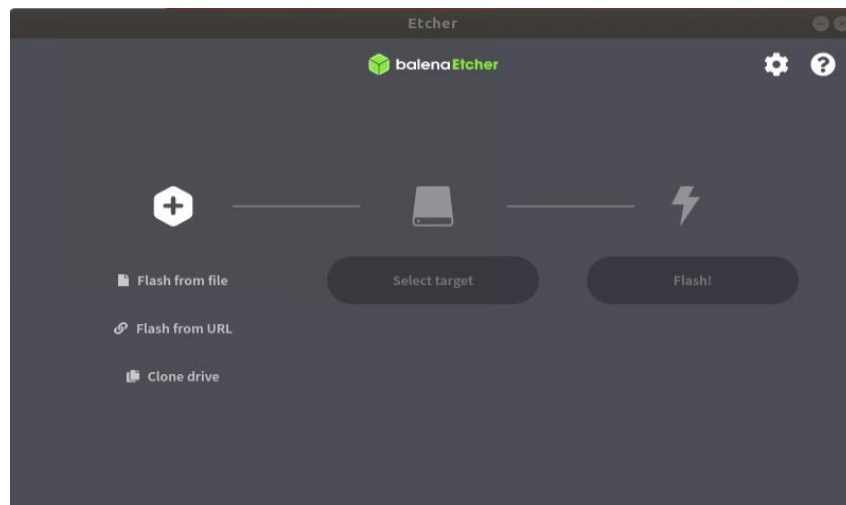 Etcher
balenaEtcher
Flash from file
Select target
Flash!
Flash from URL
Clone drive